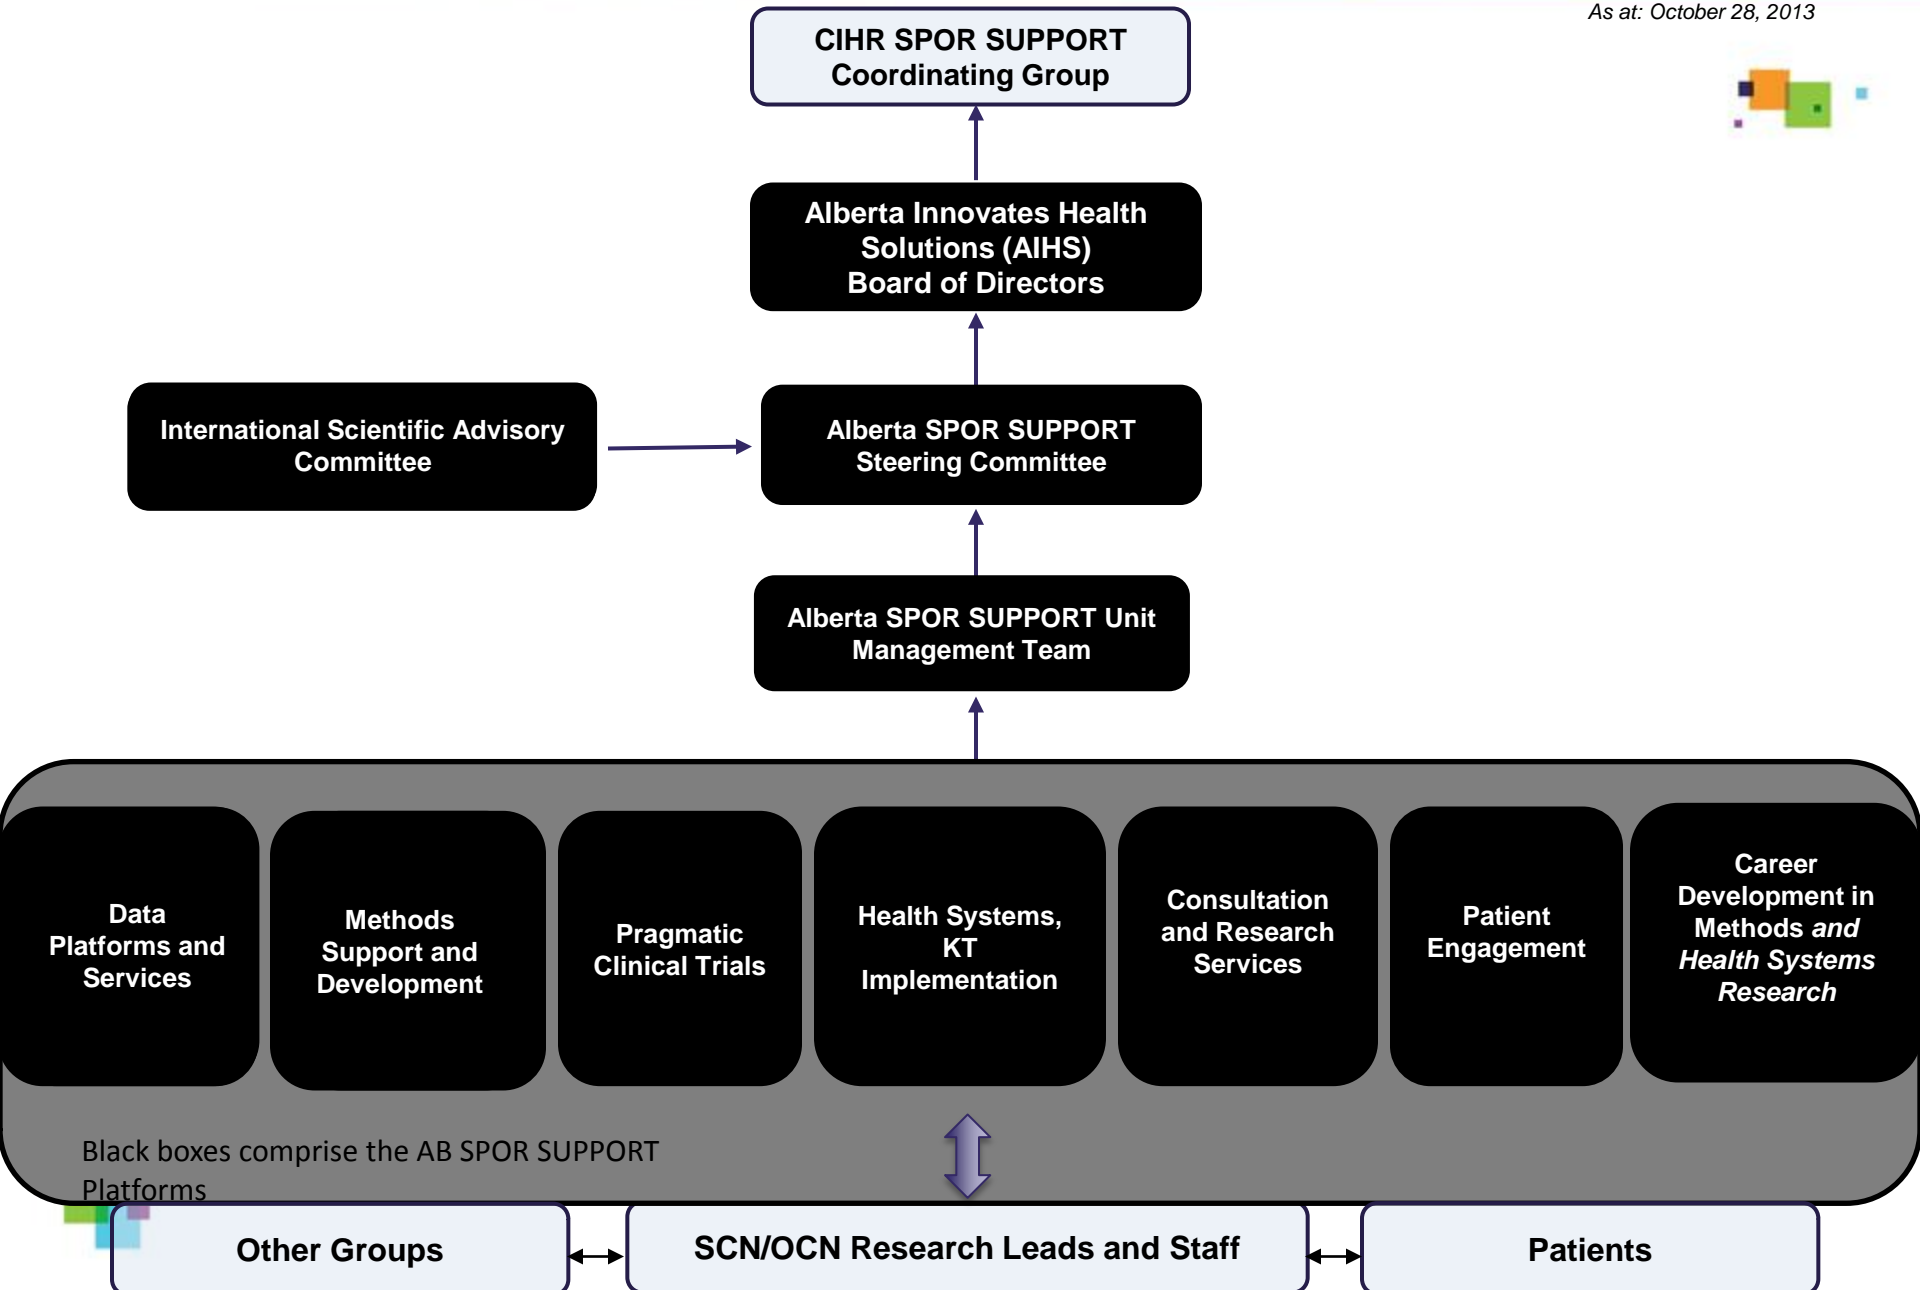 As at: October 28, 2013
CIHR SPOR SUPPORT
Coordinating Group
Alberta Innovates Health
Solutions (AIHS)
Board of Directors
International Scientific Advisory
Committee
Alberta SPOR SUPPORT
Steering Committee
Alberta SPOR SUPPORT Unit
Management Team
Data
Platforms and
Services
Methods
Support and
Development
Pragmatic
Clinical Trials
Health Systems,
KT
Implementation
Consultation
and Research
Services
Patient
Engagement
Career
Development in
Methods and
Health Systems
Research
Black boxes comprise the AB SPOR SUPPORT
Platforms
Other Groups
SCN/OCN Research Leads and Staff
Patients